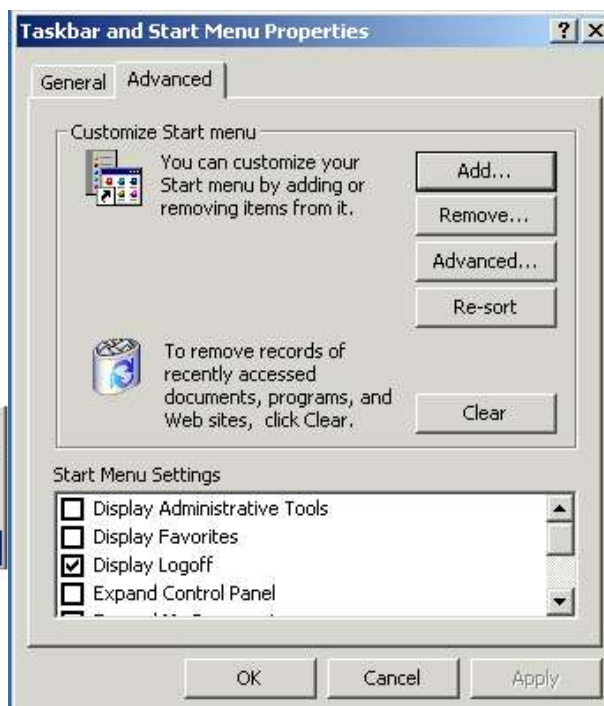 Taskbar and Start Menu Properties
General
Advanced
Customize Start menu
You can customize your
Start menu by adding or
removing items from it.
Add...
Remove...
Advanced...
Re-sort
To remove records of
recently accessed
documents, programs, and
Web sites, click Clear.
Clear
Start Menu Settings
Display Administrative Tools
Display Favorites
Display Logoff
Expand Control Panel
OK
Cancel
Apply